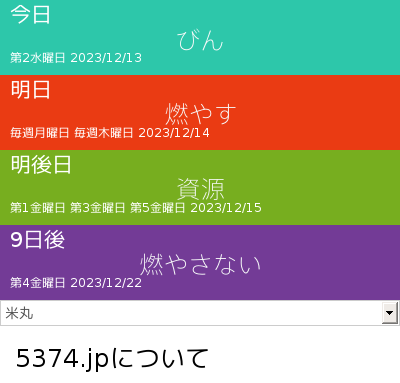 今日
びん
第2水曜日 2023/12/13
明日
燃やす
毎週月曜日 毎週木曜日 2023/12/14
明後日
資源
第1金曜日 第3金曜日 第5金曜日 2023/12/15
9日後
燃やさない
第4金曜日 2023/12/22
米丸
5374.jpについて